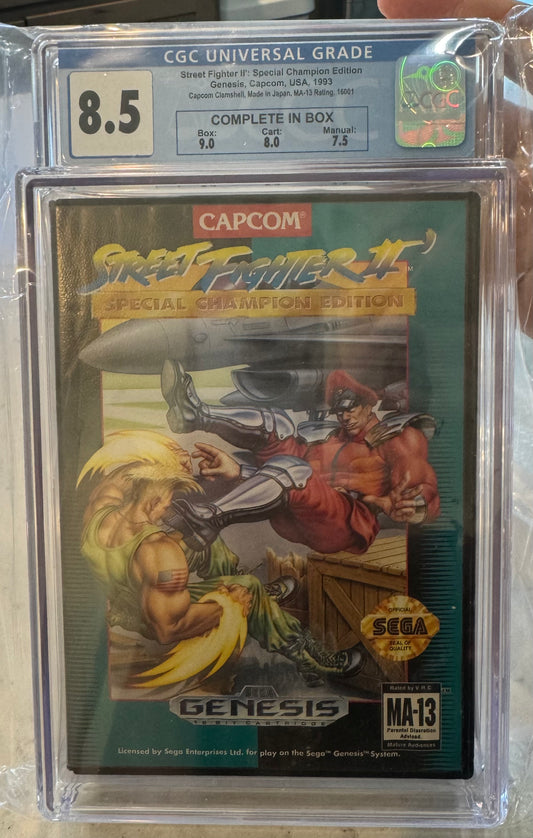 CGC UNIVERSAL GRADE
8.5
Street Fighter II': Special Champion Edition
Genesis, Capcom, USA, 1993
Capcom Clamshell, Made in Japan, MA-13 Rating, 16001
COMPLETE IN BOX
Box: Cart: Manual:
9.0 8.0 7.5
CGC
CAPCOM®
STREET FIGHTER II'™
SPECIAL CHAMPION EDITION
OFFICIAL
SEGA
SEAL OF
QUALITY
SEGA
GENESIS
16-BIT CARTRIDGE
Rated by V.R.C.
MA-13
Parental Discretion
Advised.
Mature Audiences
Licensed by Sega Enterprises Ltd. for play on the Sega™ Genesis™ System.